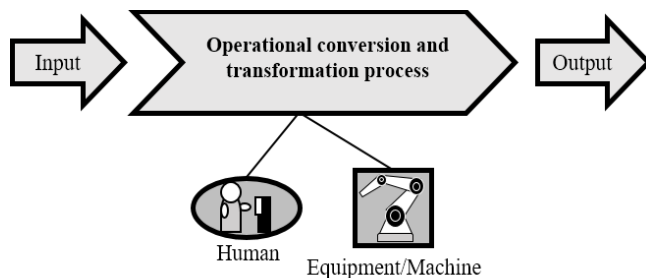 Input
Operational conversion and
transformation process
Output
Human
Equipment/Machine